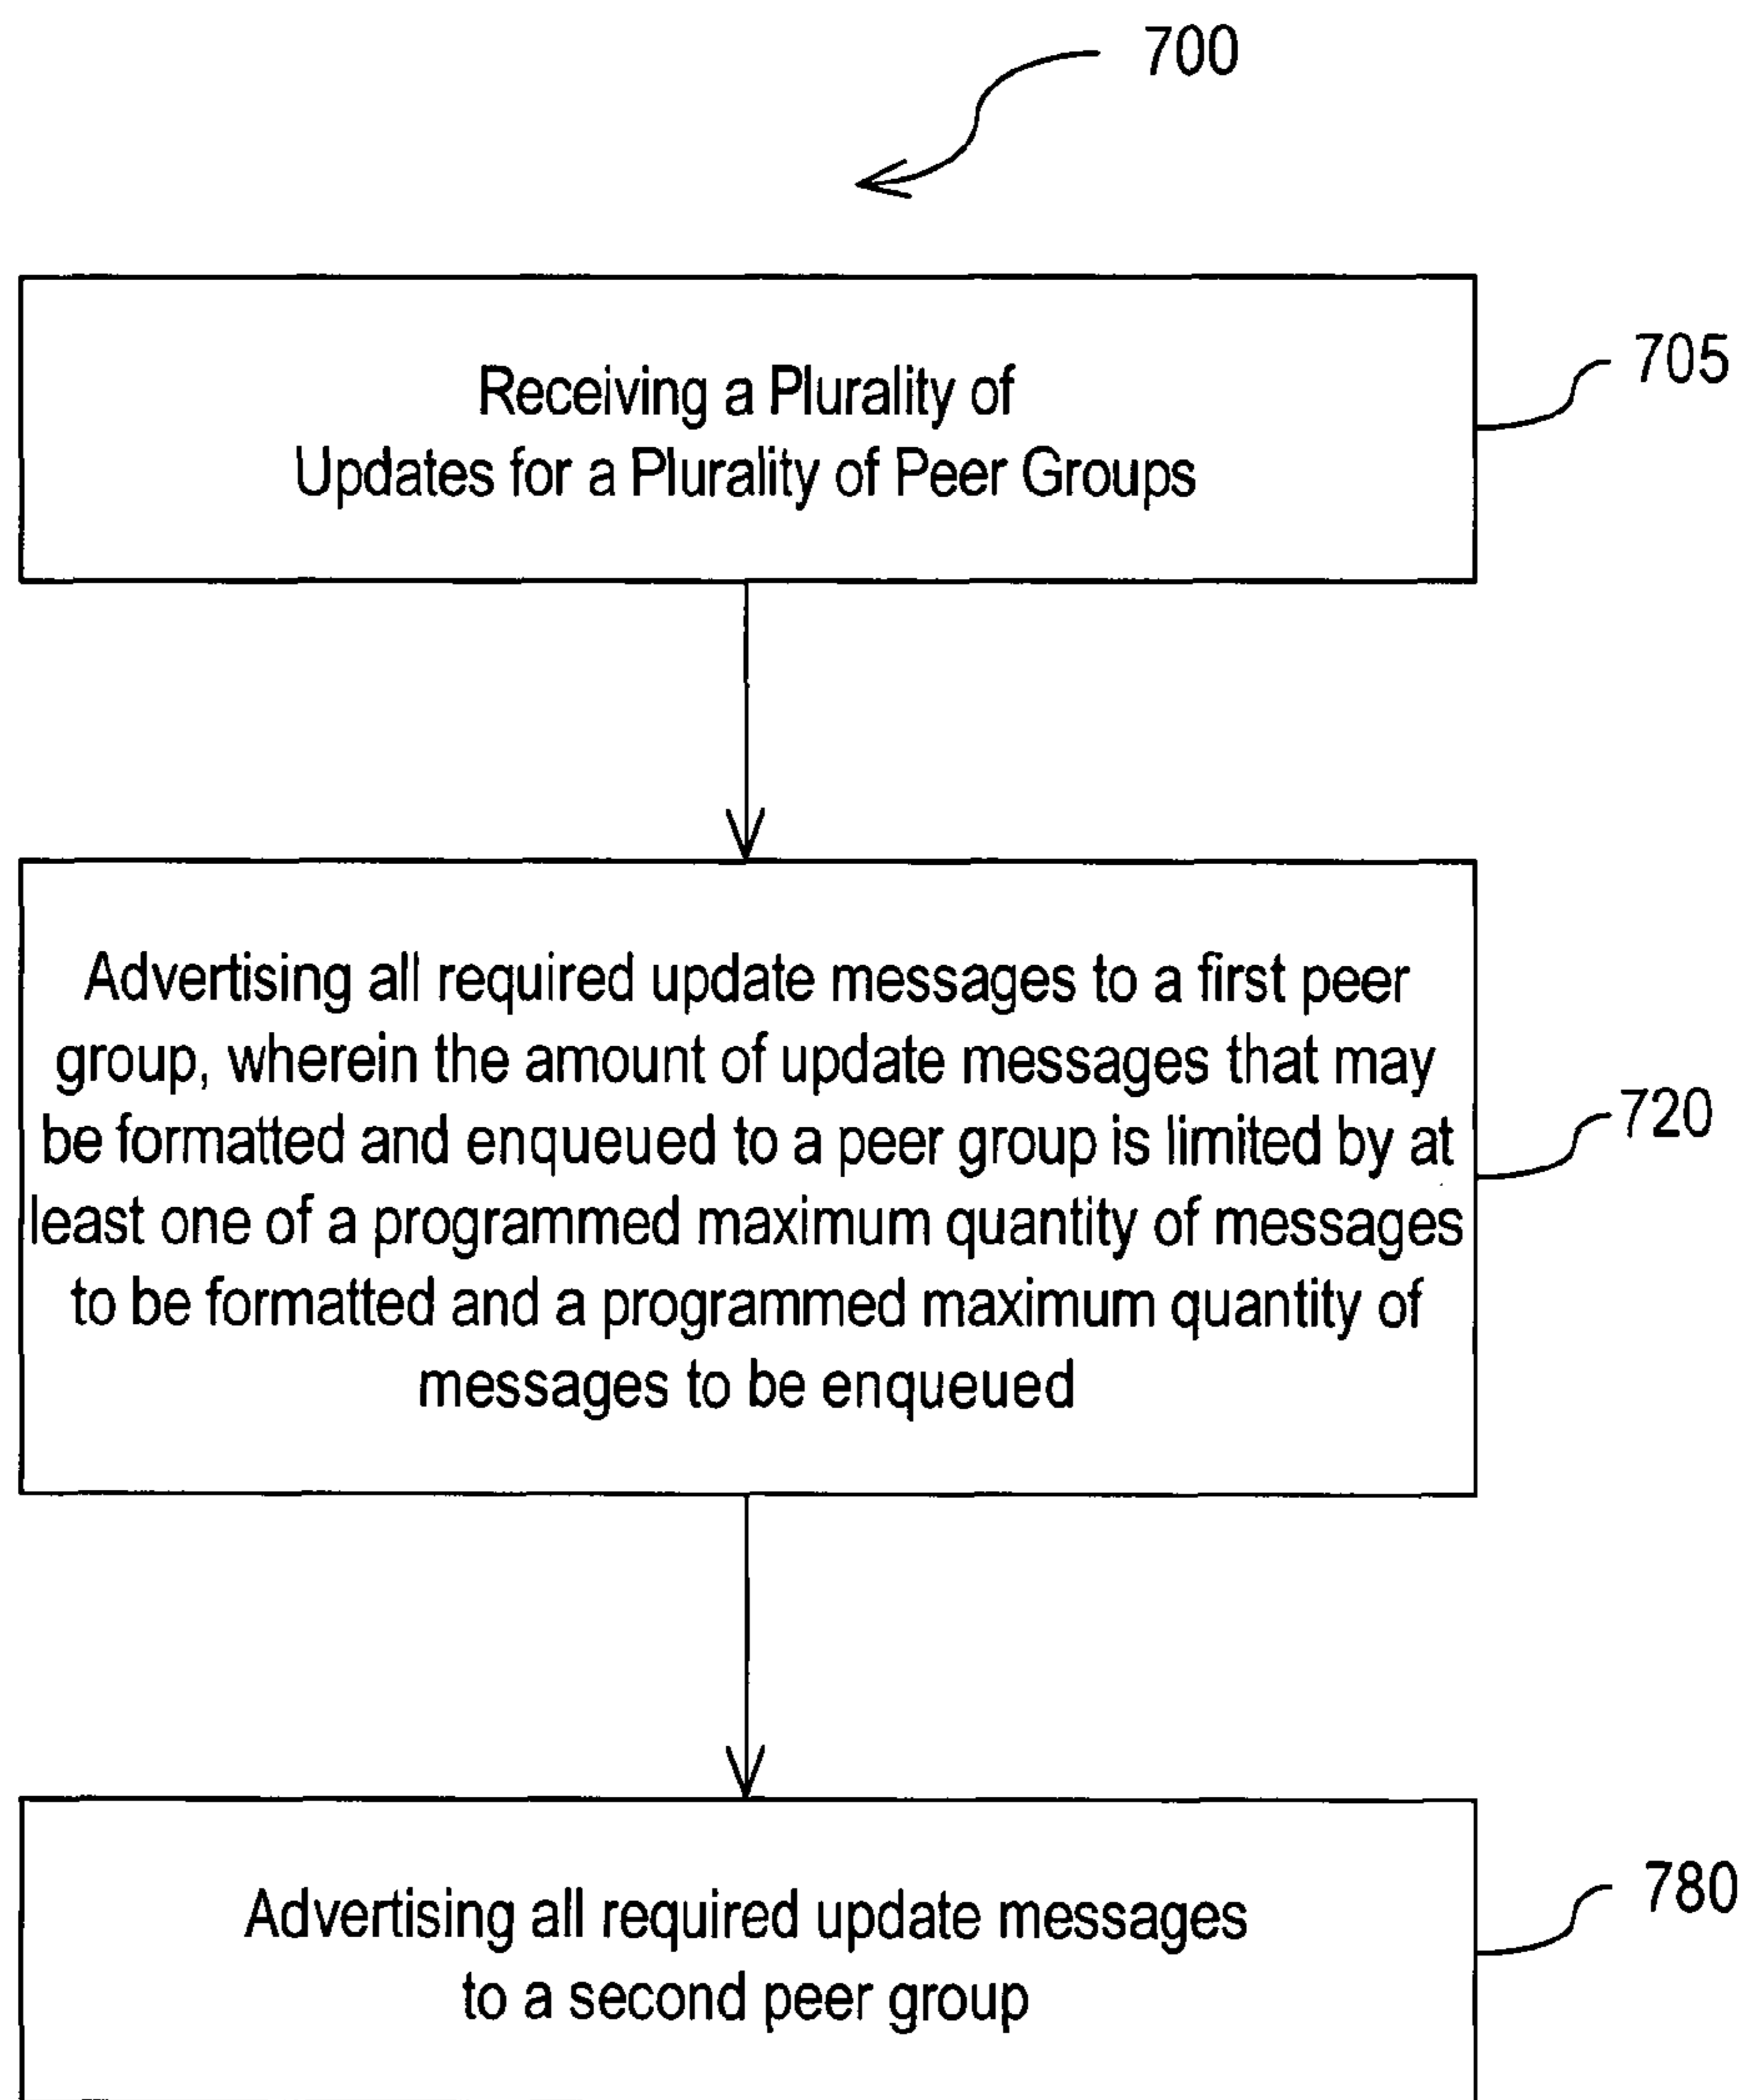 700
Receiving a Plurality of
Updates for a Plurality of Peer Groups
705
Advertising all required update messages to a first peer
group, wherein the amount of update messages that may
be formatted and enqueued to a peer group is limited by at
least one of a programmed maximum quantity of messages
to be formatted and a programmed maximum quantity of
messages to be enqueued
720
Advertising all required update messages
to a second peer group
780